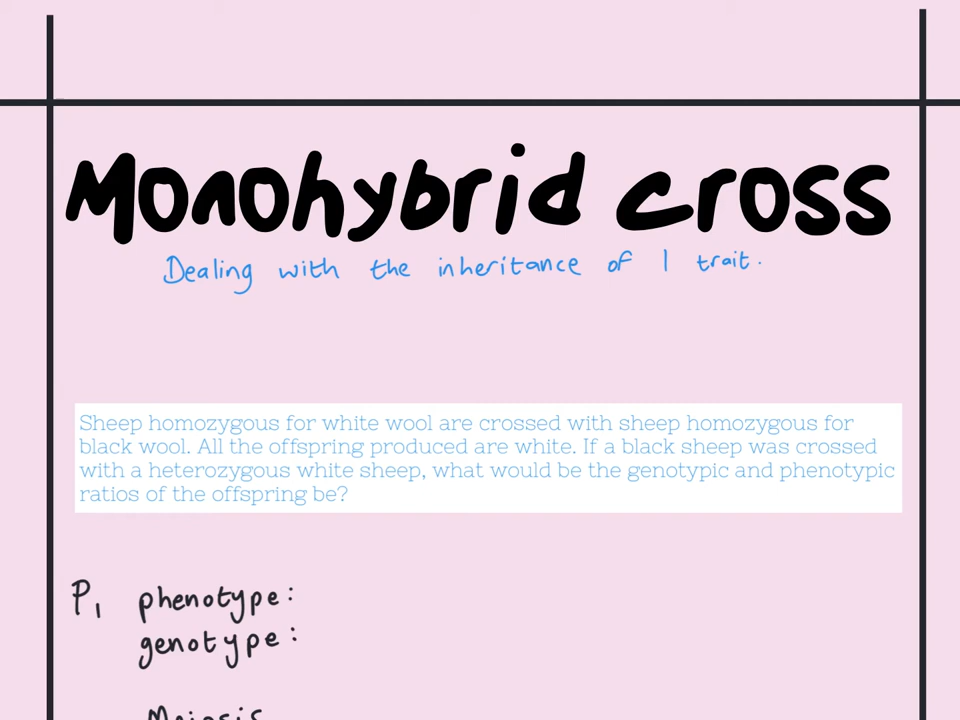 Monohybrid cross
Dealing with the inheritance of 1 trait.
Sheep homozygous for white wool are crossed with sheep homozygous for
black wool. All the offspring produced are white. If a black sheep was crossed
with a heterozygous white sheep, what would be the genotypic and phenotypic
ratios of the offspring be?
P1 phenotype:
genotype:
Meiosis